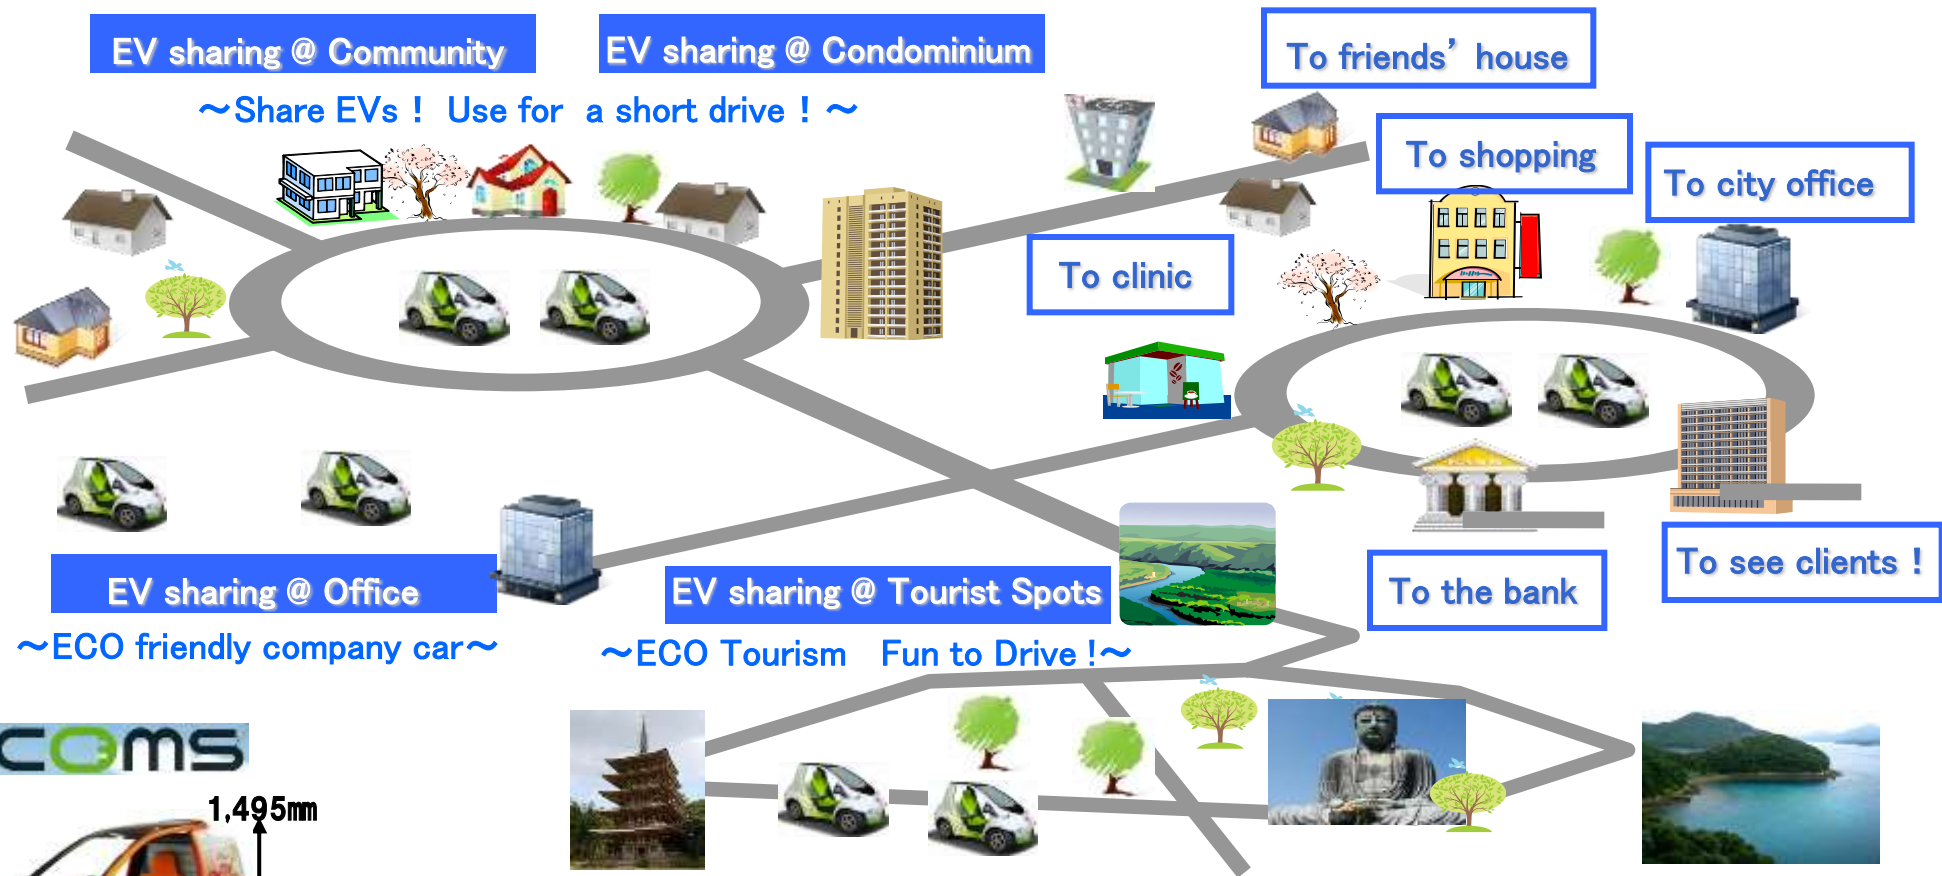 EV sharing @ Community
EV sharing @ Condominium
～Share EVs ! Use for a short drive ! ～
To friends’ house
To shopping
To city office
To clinic
EV sharing @ Office
～ECO friendly company car～
EV sharing @ Tourist Spots
～ECO Tourism Fun to Drive !～
To the bank
To see clients !
COMS
1,495mm